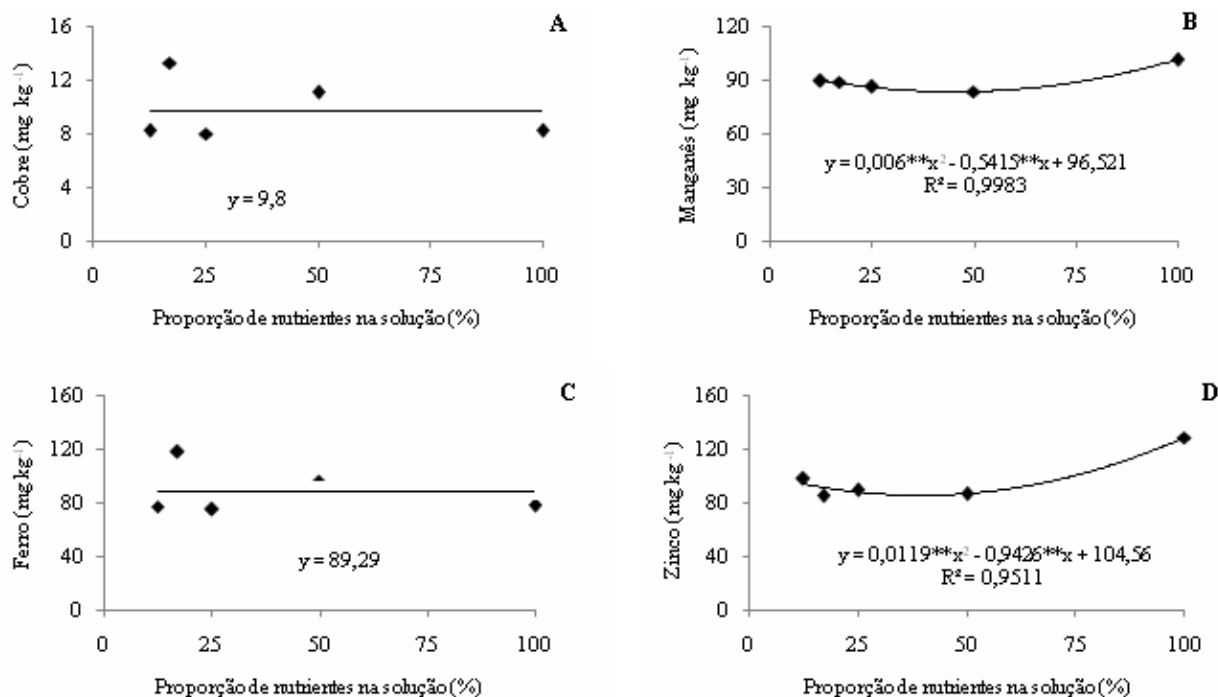 A
16
12
8
4
0
Cobre (mg kg⁻¹)
y = 9,8
0 25 50 75 100
Proporção de nutrientes na solução (%)
B
120
90
60
30
0
Manganês (mg kg⁻¹)
y = 0,006**x² - 0,5415**x + 96,521
R² = 0,9983
0 25 50 75 100
Proporção de nutrientes na solução (%)
C
160
120
80
40
0
Ferro (mg kg⁻¹)
y = 89,29
0 25 50 75 100
Proporção de nutrientes na solução (%)
D
160
120
80
40
0
Zinco (mg kg⁻¹)
y = 0,0119**x² - 0,9426**x + 104,56
R² = 0,9511
0 25 50 75 100
Proporção de nutrientes na solução (%)